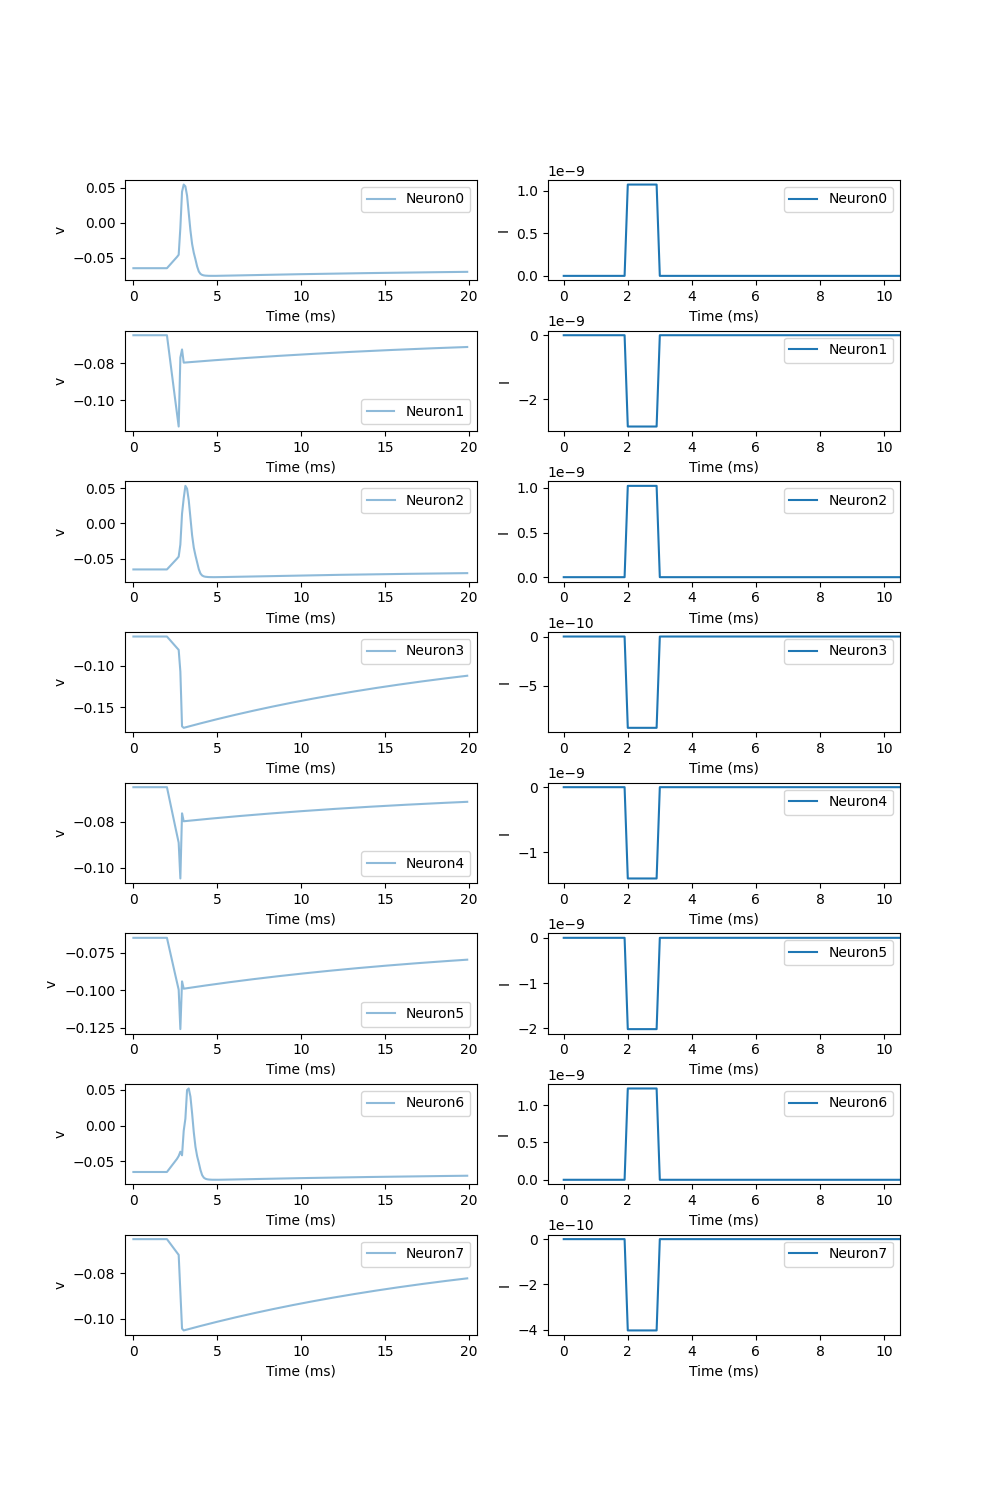 1e−9
0.05
0.00
−0.05
v
Neuron0
0 5 10 15 20
Time (ms)
1.0
0.5
0.0
I
Neuron0
0 2 4 6 8 10
Time (ms)
1e−9
−0.08
−0.10
v
Neuron1
0 5 10 15 20
Time (ms)
0
−2
I
Neuron1
0 2 4 6 8 10
Time (ms)
1e−9
0.05
0.00
−0.05
v
Neuron2
0 5 10 15 20
Time (ms)
1.0
0.5
0.0
I
Neuron2
0 2 4 6 8 10
Time (ms)
1e−10
−0.10
−0.15
v
Neuron3
0 5 10 15 20
Time (ms)
0
−5
I
Neuron3
0 2 4 6 8 10
Time (ms)
1e−9
−0.08
−0.10
v
Neuron4
0 5 10 15 20
Time (ms)
0
−1
I
Neuron4
0 2 4 6 8 10
Time (ms)
1e−9
−0.075
−0.100
−0.125
v
Neuron5
0 5 10 15 20
Time (ms)
0
−1
−2
I
Neuron5
0 2 4 6 8 10
Time (ms)
1e−9
0.05
0.00
−0.05
v
Neuron6
0 5 10 15 20
Time (ms)
1.0
0.5
0.0
I
Neuron6
0 2 4 6 8 10
Time (ms)
1e−10
−0.08
−0.10
v
Neuron7
0 5 10 15 20
Time (ms)
0
−2
−4
I
Neuron7
0 2 4 6 8 10
Time (ms)